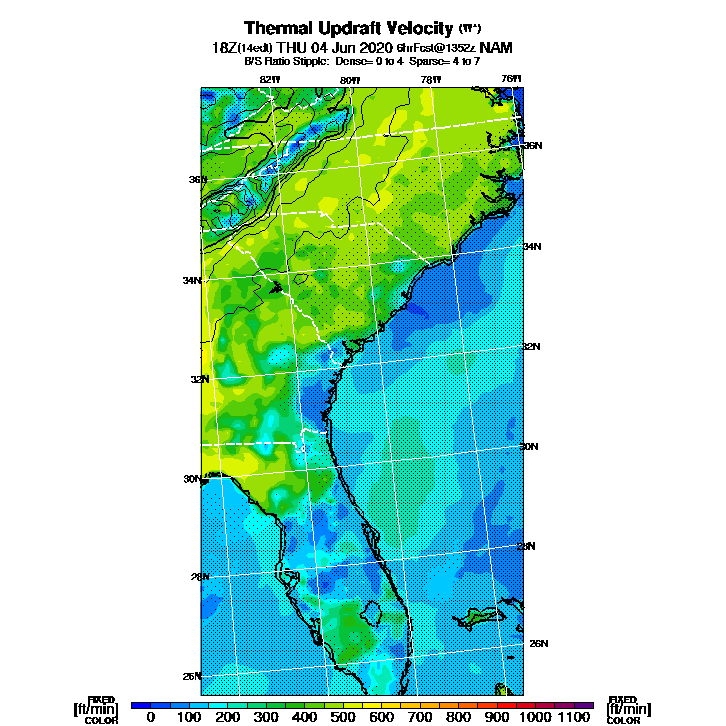 Thermal Updraft Velocity (W*)
18Z(14edt) THU 04 Jun 2020 6hrFcst@1352z NAM
B/S Ratio Stipple: Dense= 0 to 4 Sparse= 4 to 7
82W 80W 78W 76W
36N
36N
34N
34N
32N
32N
30N
30N
28N
28N
26N
26N
FIXED
[ft/min]
COLOR
0 100 200 300 400 500 600 700 800 900 1000 1100
FIXED
[ft/min]
COLOR